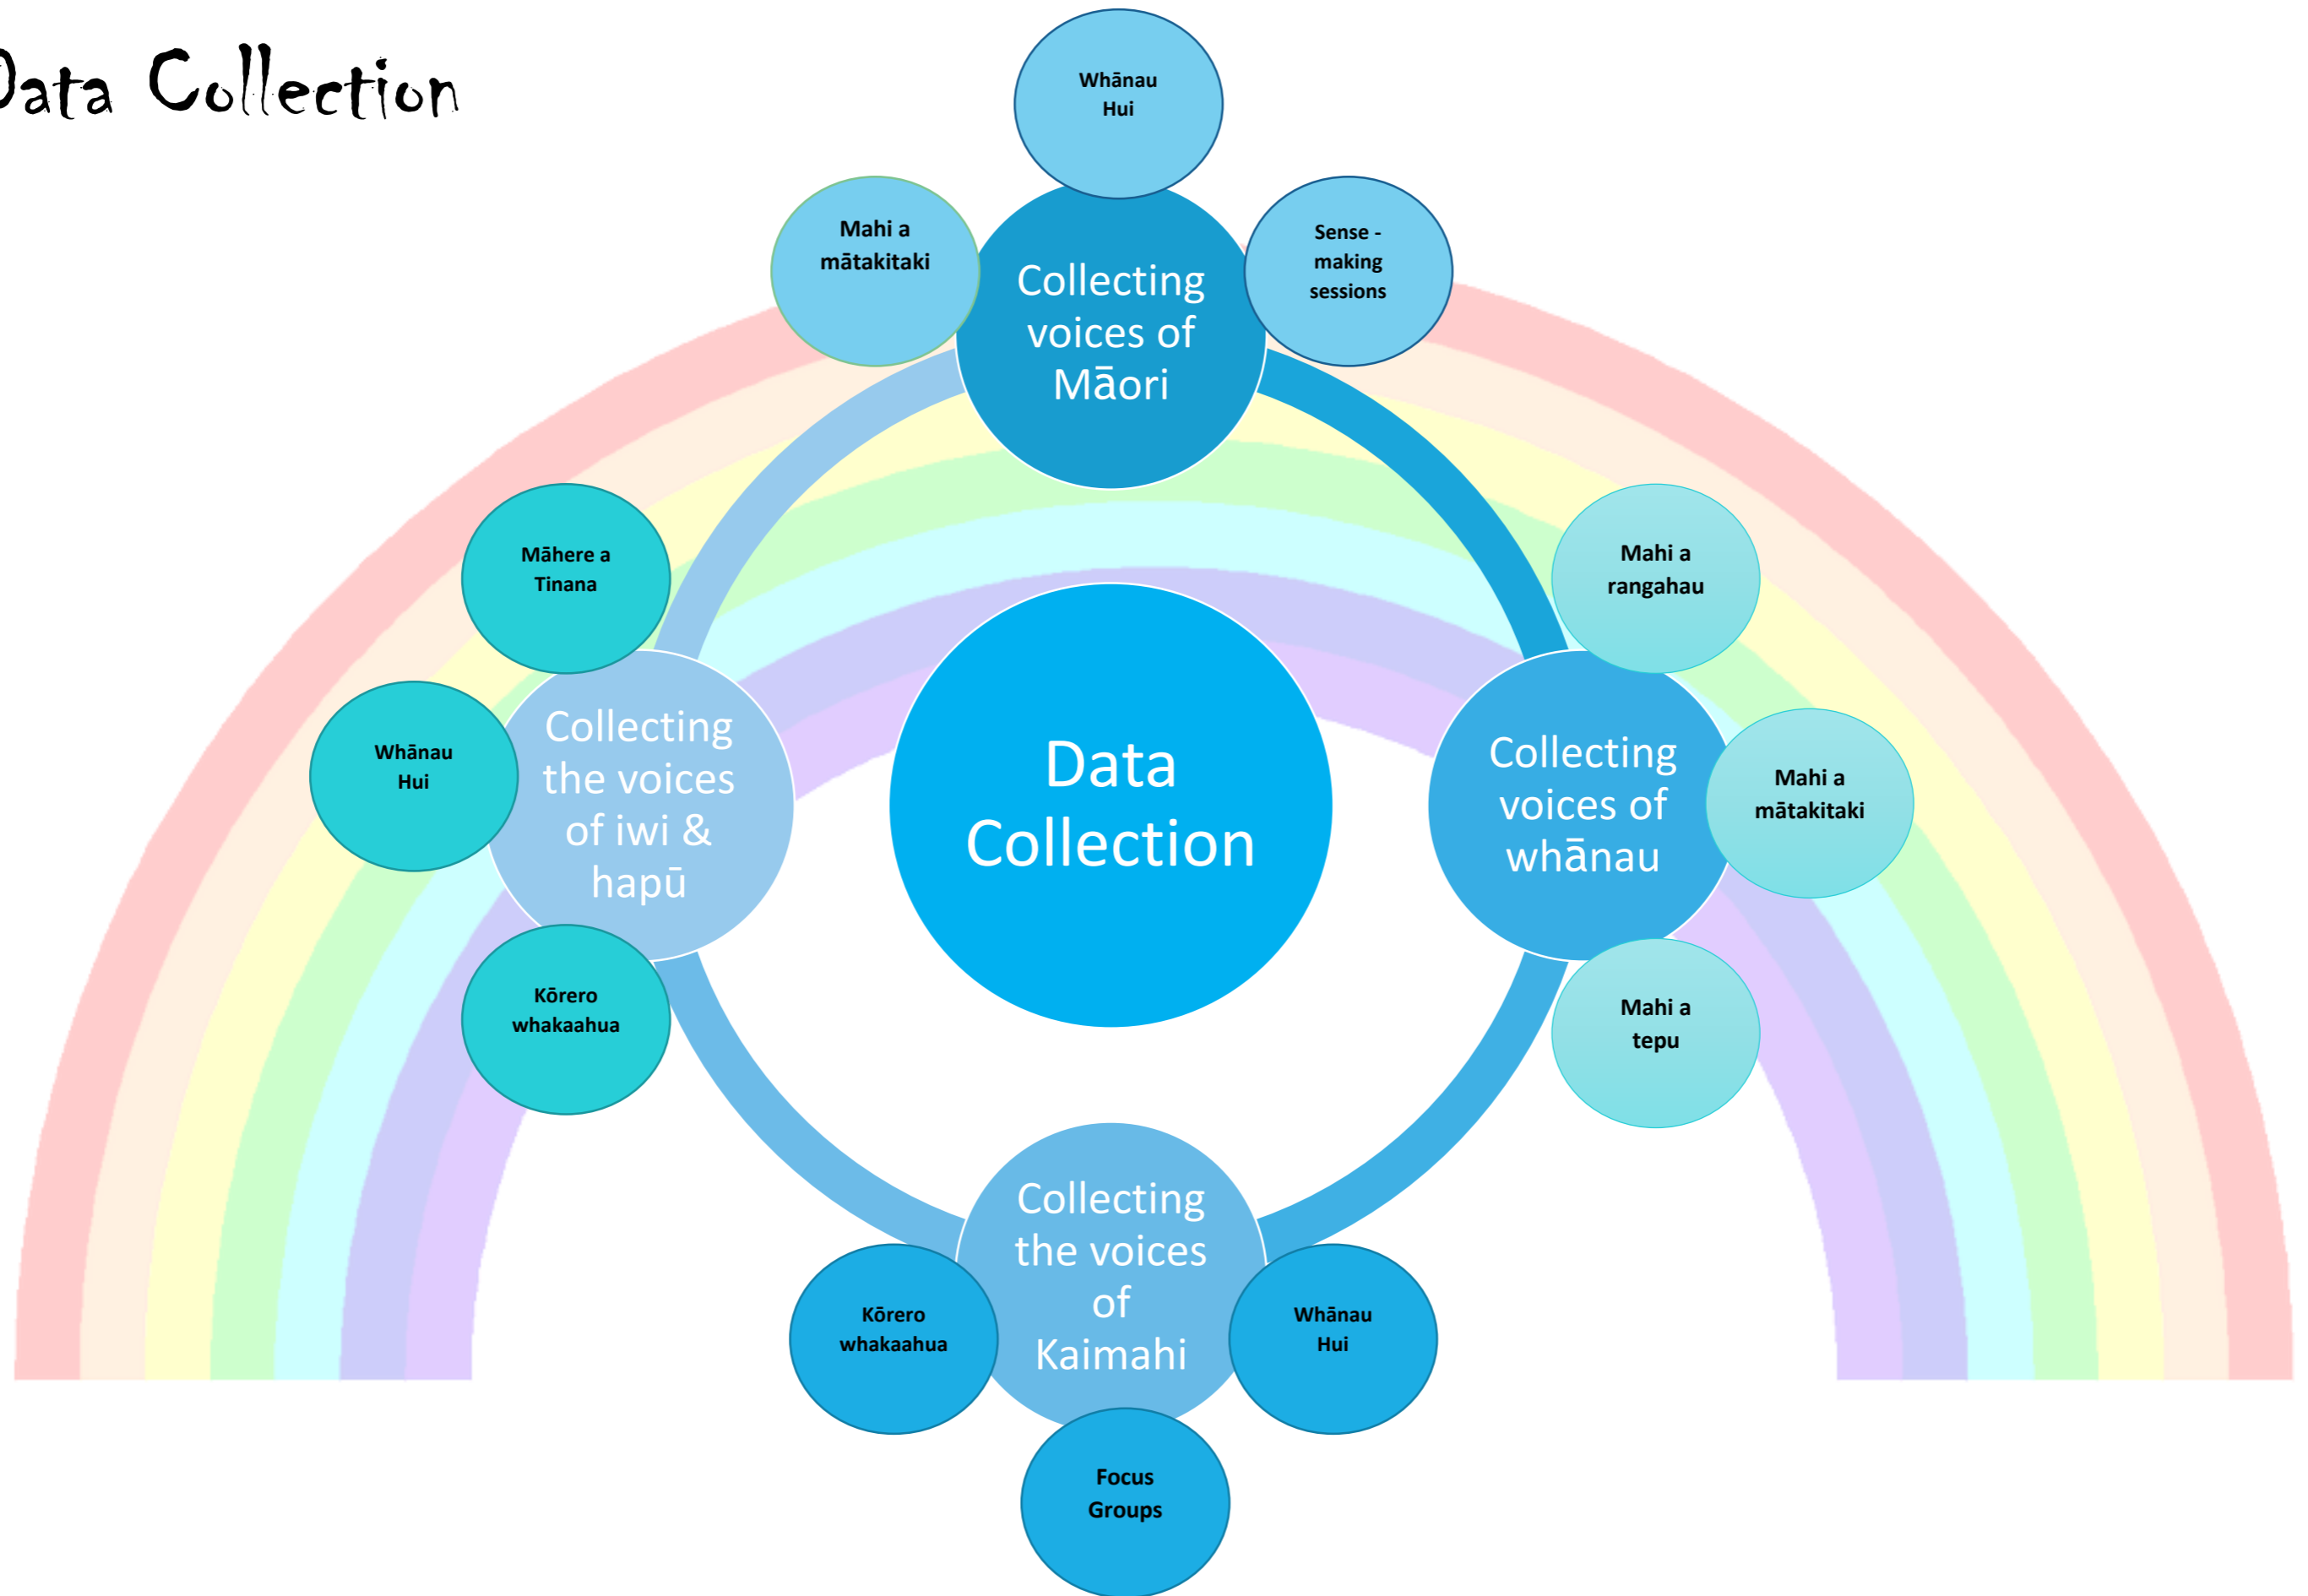 Data Collection
Whānau
Hui
Mahi a
mātakitaki
Sense -
making
sessions
Collecting
voices of
Māori
Māhere a
Tinana
Mahi a
rangahau
Whānau
Hui
Collecting
the voices
of iwi &
hapū
Data
Collection
Collecting
voices of
whānau
Mahi a
mātakitaki
Kōrero
whakaahua
Mahi a
tepu
Collecting
the voices
of
Kaimahi
Kōrero
whakaahua
Whānau
Hui
Focus
Groups